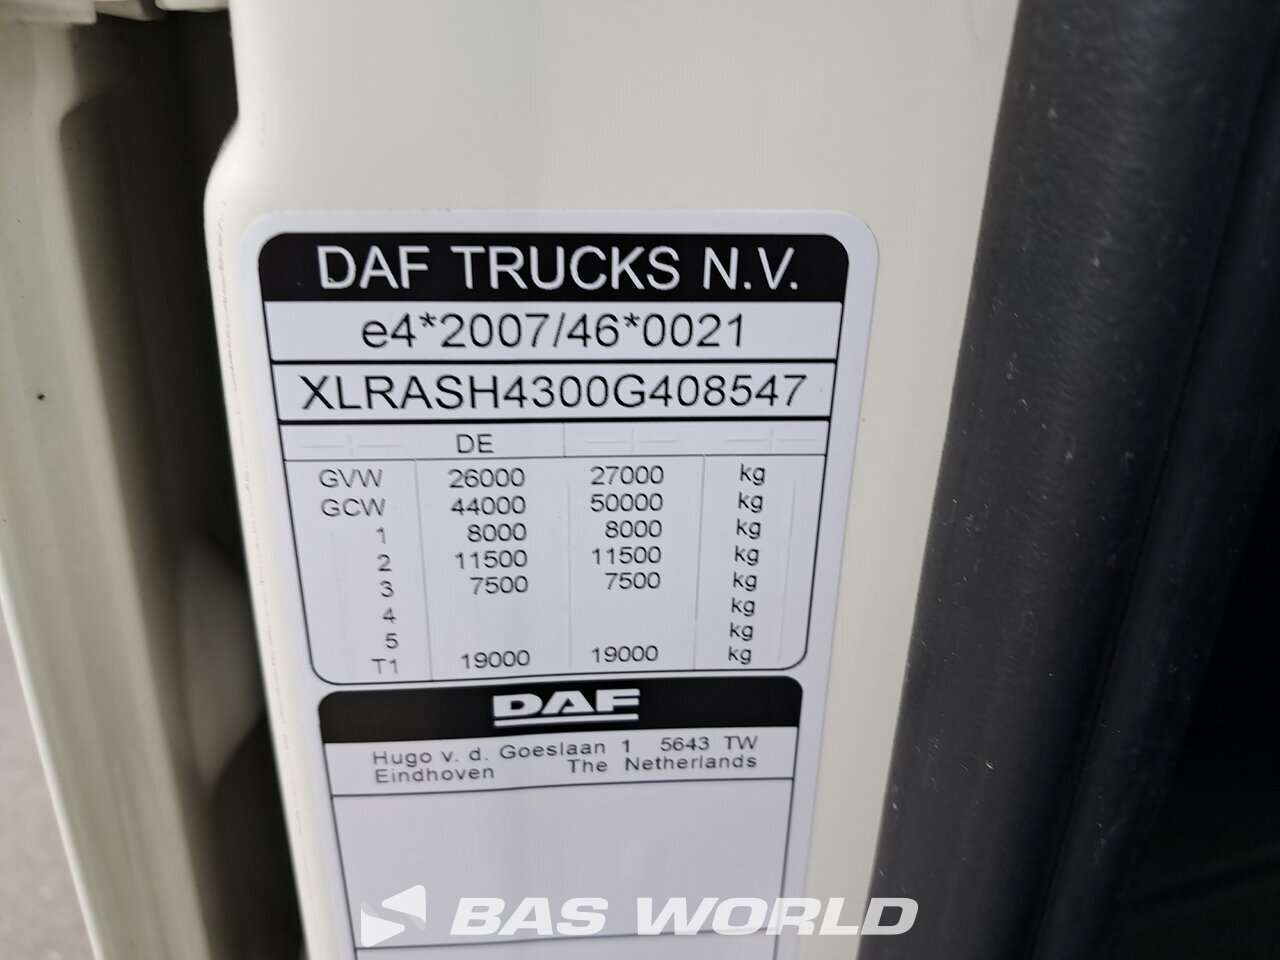 DAF TRUCKS N.V.
e4*2007/46*0021
XLRASH4300G408547
DE
GVW 26000 27000 kg
GCW 44000 50000 kg
1 8000 8000 kg
2 11500 11500 kg
3 7500 7500 kg
4 kg
5 kg
T1 19000 19000 kg
DAF
Hugo v. d. Goeslaan 1 5643 TW
Eindhoven The Netherlands
BAS WORLD